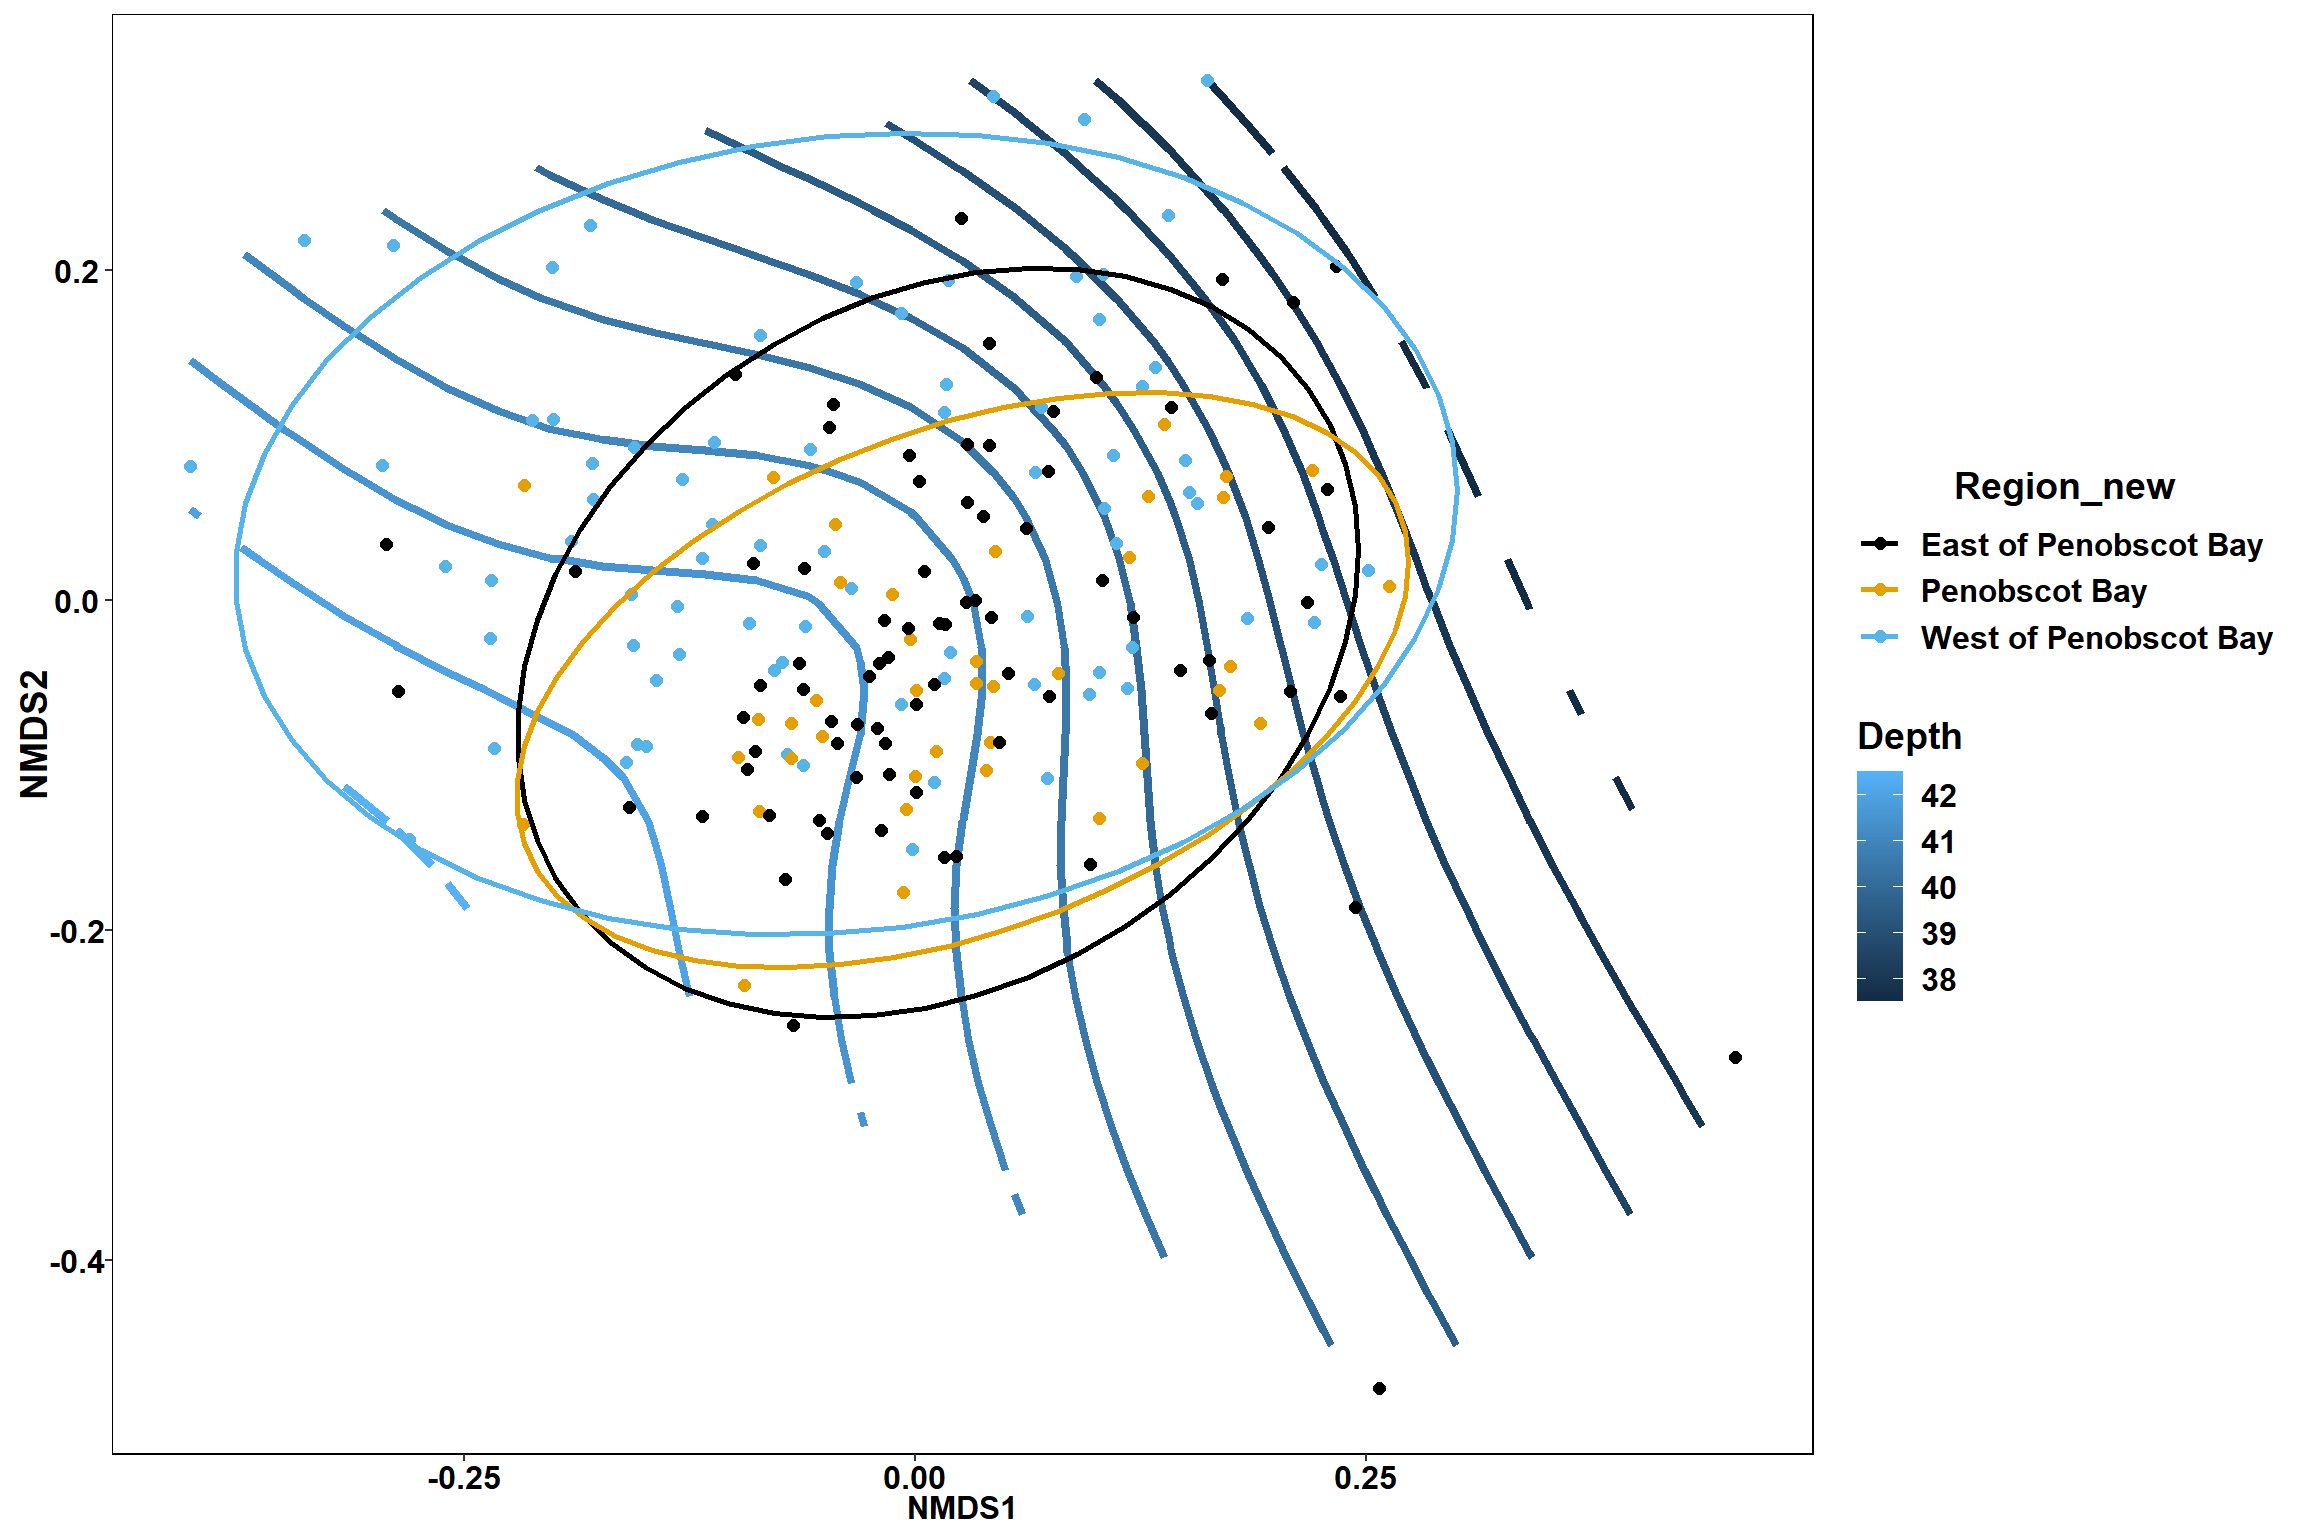 NMDS2
0.2
0.0
-0.2
-0.4
-0.25
0.00
0.25
NMDS1
Region_new
East of Penobscot Bay
Penobscot Bay
West of Penobscot Bay
Depth
42
41
40
39
38